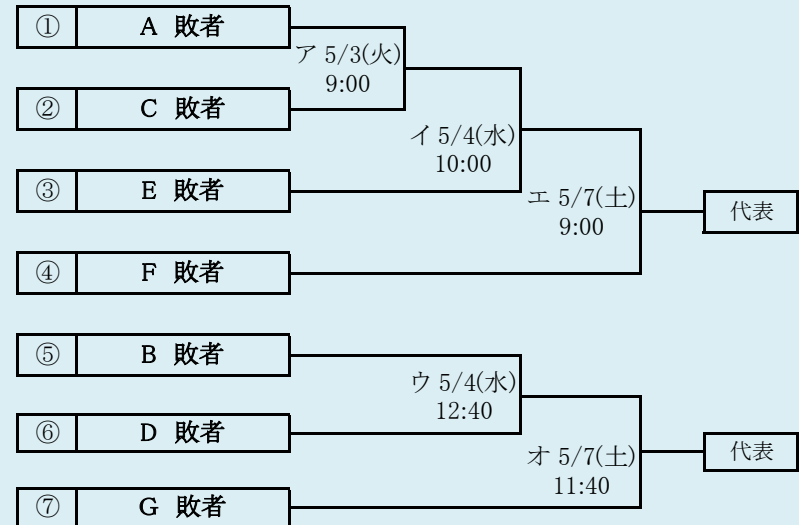 ① A 敗者
ア 5/3(火)
9:00
② C 敗者
イ 5/4(水)
10:00
③ E 敗者
エ 5/7(土)
9:00
代表
④ F 敗者
⑤ B 敗者
ウ 5/4(水)
12:40
⑥ D 敗者
オ 5/7(土)
11:40
代表
⑦ G 敗者